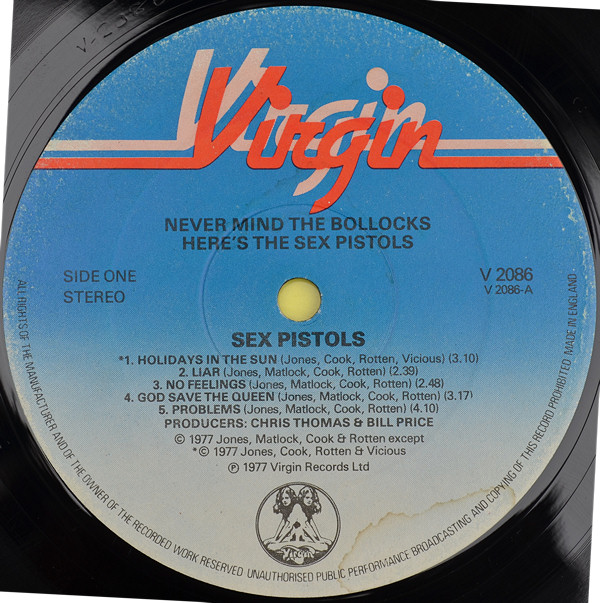 Virgin
NEVER MIND THE BOLLOCKS
HERE'S THE SEX PISTOLS
SIDE ONE
STEREO
V 2086
V 2086-A
SEX PISTOLS
*1. HOLIDAYS IN THE SUN (Jones, Cook, Rotten, Vicious) (3.10)
2. LIAR (Jones, Matlock, Cook, Rotten) (2.39)
3. NO FEELINGS (Jones, Matlock, Cook, Rotten) (2.48)
4. GOD SAVE THE QUEEN (Jones, Matlock, Cook, Rotten) (3.17)
5. PROBLEMS (Jones, Matlock, Cook, Rotten) (4.10)
PRODUCERS: CHRIS THOMAS & BILL PRICE
© 1977 Jones, Matlock, Cook & Rotten except
*© 1977 Jones, Cook, Rotten & Vicious
℗ 1977 Virgin Records Ltd
Virgin
ALL RIGHTS OF THE MANUFACTURER AND OF THE OWNER OF THE RECORDED WORK RESERVED UNAUTHORISED PUBLIC PERFORMANCE BROADCASTING AND COPYING OF THIS RECORD PROHIBITED MADE IN ENGLAND